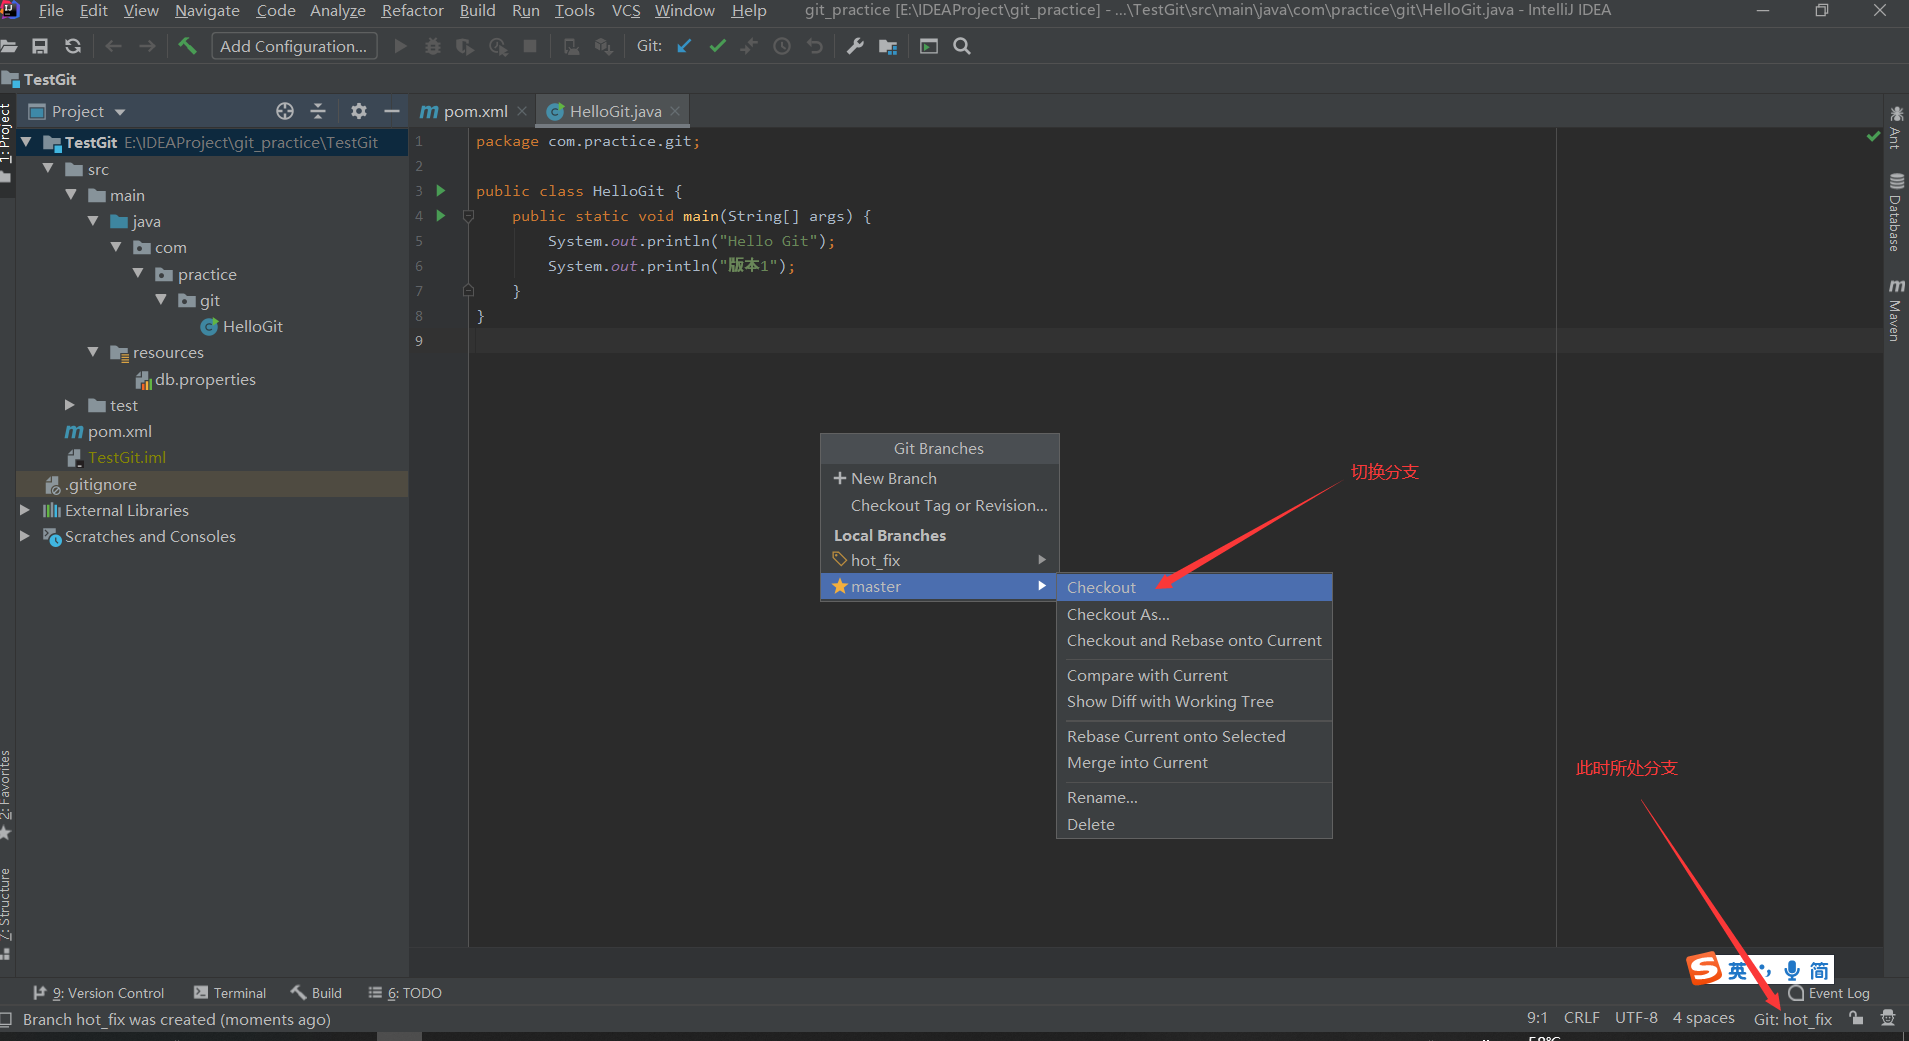 File Edit View Navigate Code Analyze Refactor Build Run Tools VCS Window Help git_practice [E:\IDEAProject\git_practice] - ...\TestGit\src\main\java\com\practice\git\HelloGit.java - IntelliJ IDEA
Add Configuration... Git:
TestGit
1: Project
Project
pom.xml HelloGit.java
TestGit E:\IDEAProject\git_practice\TestGit
src
main
java
com
practice
git
HelloGit
resources
db.properties
test
pom.xml
TestGit.iml
.gitignore
External Libraries
Scratches and Consoles
1 package com.practice.git;
2
3 public class HelloGit {
4 public static void main(String[] args) {
5 System.out.println("Hello Git");
6 System.out.println("版本1");
7 }
8 }
9
Ant
Database
Maven
Git Branches
New Branch
Checkout Tag or Revision...
Local Branches
hot_fix
master
Checkout
Checkout As...
Checkout and Rebase onto Current
Compare with Current
Show Diff with Working Tree
Rebase Current onto Selected
Merge into Current
Rename...
Delete
切换分支
此时所处分支
2: Favorites
7: Structure
英 简
9: Version Control Terminal Build 6: TODO Event Log
Branch hot_fix was created (moments ago) 9:1 CRLF UTF-8 4 spaces Git: hot_fix